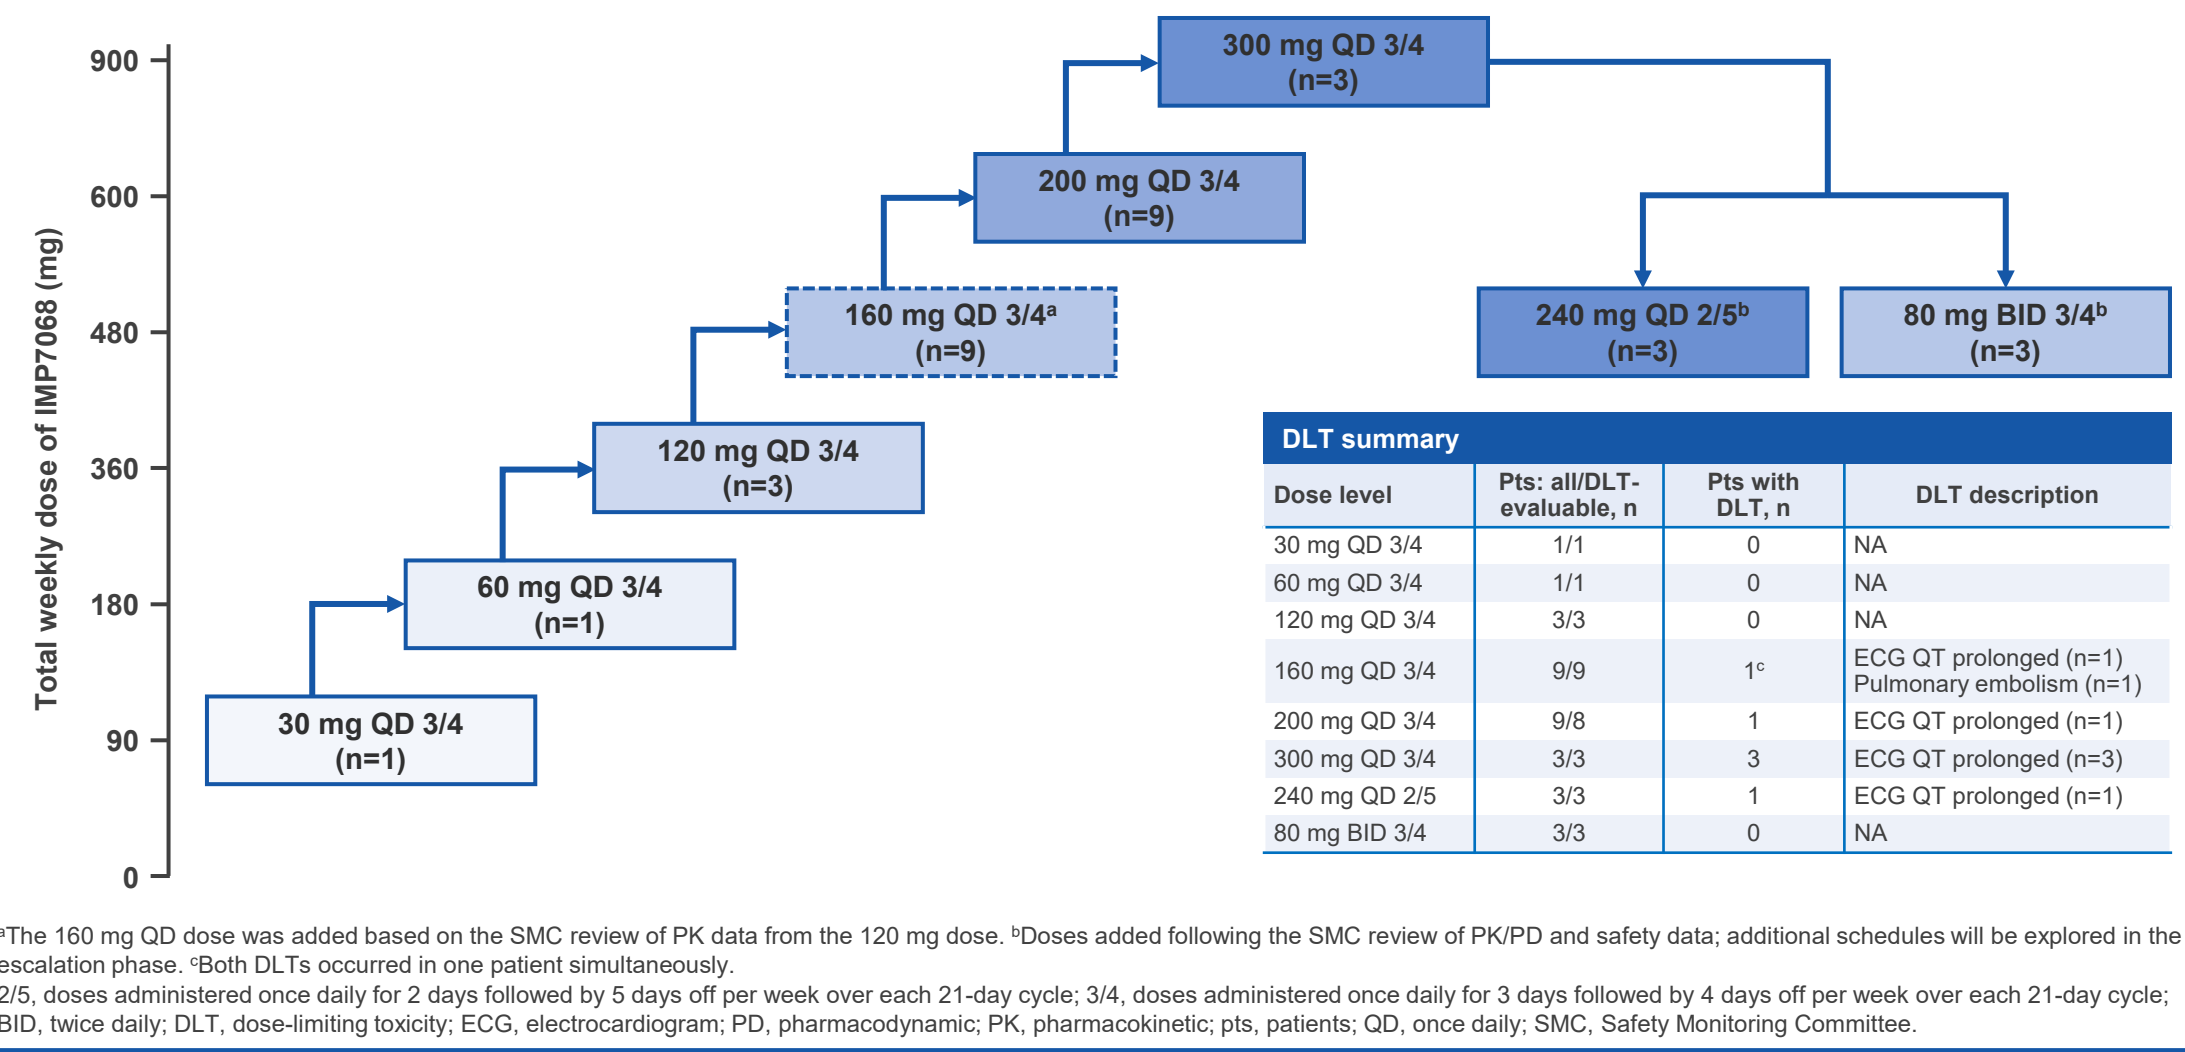 Total weekly dose of IMP7068 (mg)
900
600
480
360
180
90
0
300 mg QD 3/4
(n=3)
200 mg QD 3/4
(n=9)
160 mg QD 3/4ᵃ
(n=9)
240 mg QD 2/5ᵇ
(n=3)
80 mg BID 3/4ᵇ
(n=3)
120 mg QD 3/4
(n=3)
60 mg QD 3/4
(n=1)
30 mg QD 3/4
(n=1)
DLT summary
Dose level | Pts: all/DLT-evaluable, n | Pts with DLT, n | DLT description
30 mg QD 3/4 | 1/1 | 0 | NA
60 mg QD 3/4 | 1/1 | 0 | NA
120 mg QD 3/4 | 3/3 | 0 | NA
160 mg QD 3/4 | 9/9 | 1ᶜ | ECG QT prolonged (n=1) Pulmonary embolism (n=1)
200 mg QD 3/4 | 9/8 | 1 | ECG QT prolonged (n=1)
300 mg QD 3/4 | 3/3 | 3 | ECG QT prolonged (n=3)
240 mg QD 2/5 | 3/3 | 1 | ECG QT prolonged (n=1)
80 mg BID 3/4 | 3/3 | 0 | NA
ᵃThe 160 mg QD dose was added based on the SMC review of PK data from the 120 mg dose. ᵇDoses added following the SMC review of PK/PD and safety data; additional schedules will be explored in the
escalation phase. ᶜBoth DLTs occurred in one patient simultaneously.
2/5, doses administered once daily for 2 days followed by 5 days off per week over each 21-day cycle; 3/4, doses administered once daily for 3 days followed by 4 days off per week over each 21-day cycle;
BID, twice daily; DLT, dose-limiting toxicity; ECG, electrocardiogram; PD, pharmacodynamic; PK, pharmacokinetic; pts, patients; QD, once daily; SMC, Safety Monitoring Committee.